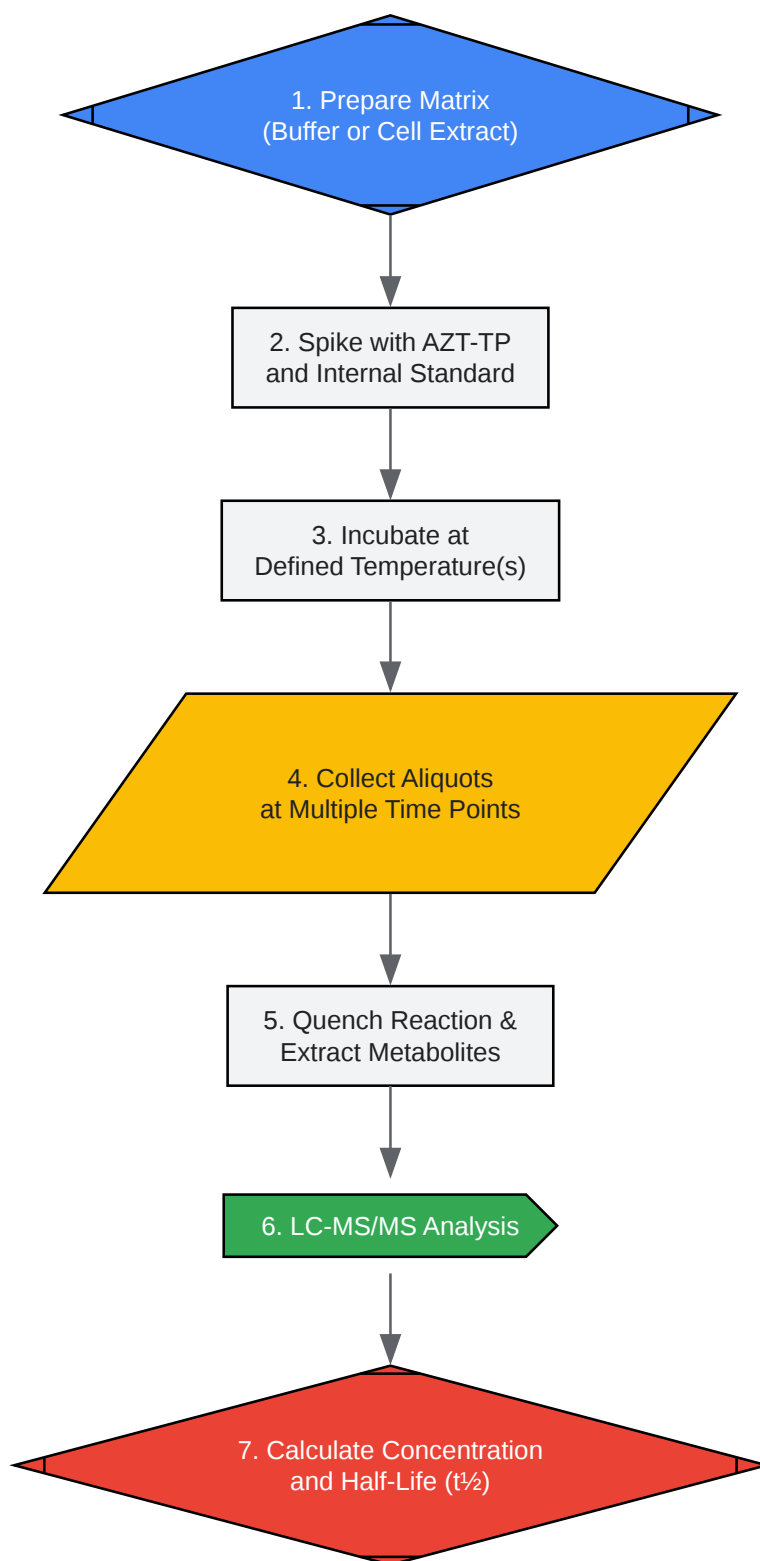 1. Prepare Matrix
(Buffer or Cell Extract)
2. Spike with AZT-TP
and Internal Standard
3. Incubate at
Defined Temperature(s)
4. Collect Aliquots
at Multiple Time Points
5. Quench Reaction &
Extract Metabolites
6. LC-MS/MS Analysis
7. Calculate Concentration
and Half-Life (t½)